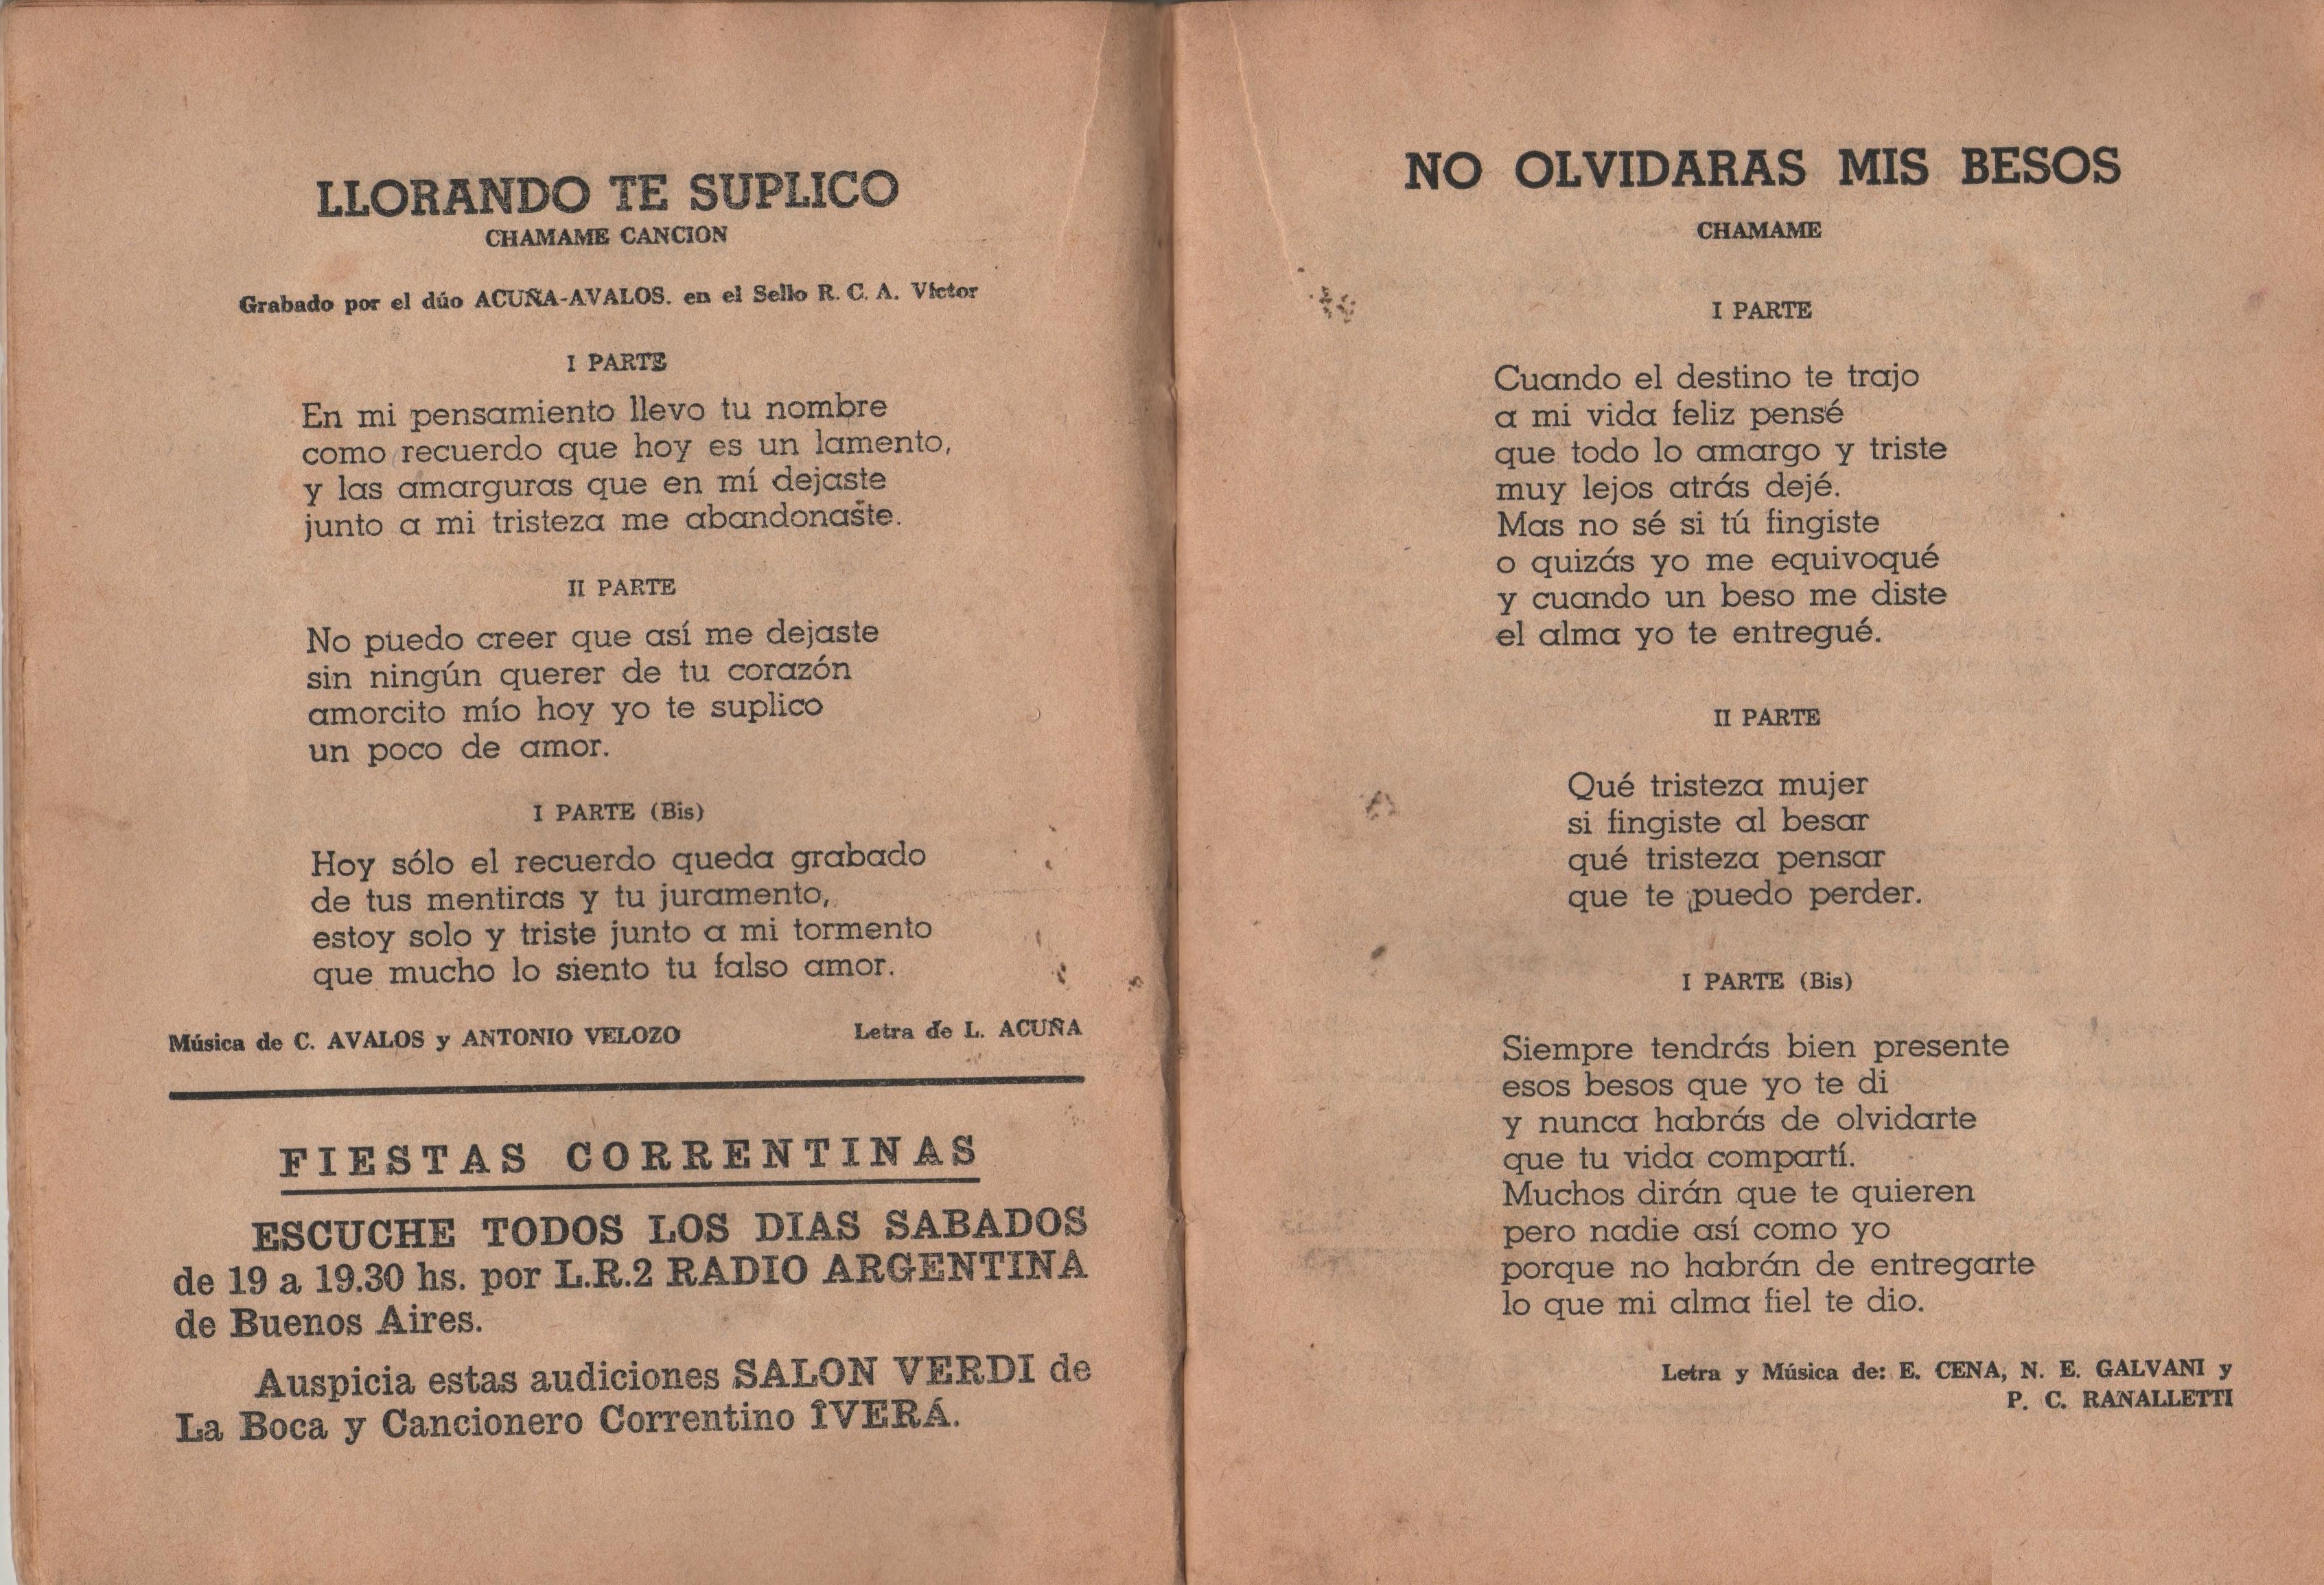 LLORANDO TE SUPLICO
CHAMAME CANCION
Grabado por el dúo ACUÑA-AVALOS. en el Sello R. C. A. Víctor
I PARTE
En mi pensamiento llevo tu nombre
como recuerdo que hoy es un lamento,
y las amarguras que en mí dejaste
junto a mi tristeza me abandonaste.
II PARTE
No puedo creer que así me dejaste
sin ningún querer de tu corazón
amorcito mío hoy yo te suplico
un poco de amor.
I PARTE (Bis)
Hoy sólo el recuerdo queda grabado
de tus mentiras y tu juramento,
estoy solo y triste junto a mi tormento
que mucho lo siento tu falso amor.
Música de C. AVALOS y ANTONIO VELOZO Letra de L. ACUÑA
FIESTAS CORRENTINAS
ESCUCHE TODOS LOS DIAS SABADOS
de 19 a 19.30 hs. por L.R.2 RADIO ARGENTINA
de Buenos Aires.
Auspicia estas audiciones SALON VERDI de
La Boca y Cancionero Correntino ÎVERÁ.
NO OLVIDARAS MIS BESOS
CHAMAME
I PARTE
Cuando el destino te trajo
a mi vida feliz pensé
que todo lo amargo y triste
muy lejos atrás dejé.
Mas no sé si tú fingiste
o quizás yo me equivoqué
y cuando un beso me diste
el alma yo te entregué.
II PARTE
Qué tristeza mujer
si fingiste al besar
qué tristeza pensar
que te puedo perder.
I PARTE (Bis)
Siempre tendrás bien presente
esos besos que yo te di
y nunca habrás de olvidarte
que tu vida compartí.
Muchos dirán que te quieren
pero nadie así como yo
porque no habrán de entregarte
lo que mi alma fiel te dio.
Letra y Música de: E. CENA, N. E. GALVANI y
P. C. RANALLETTI